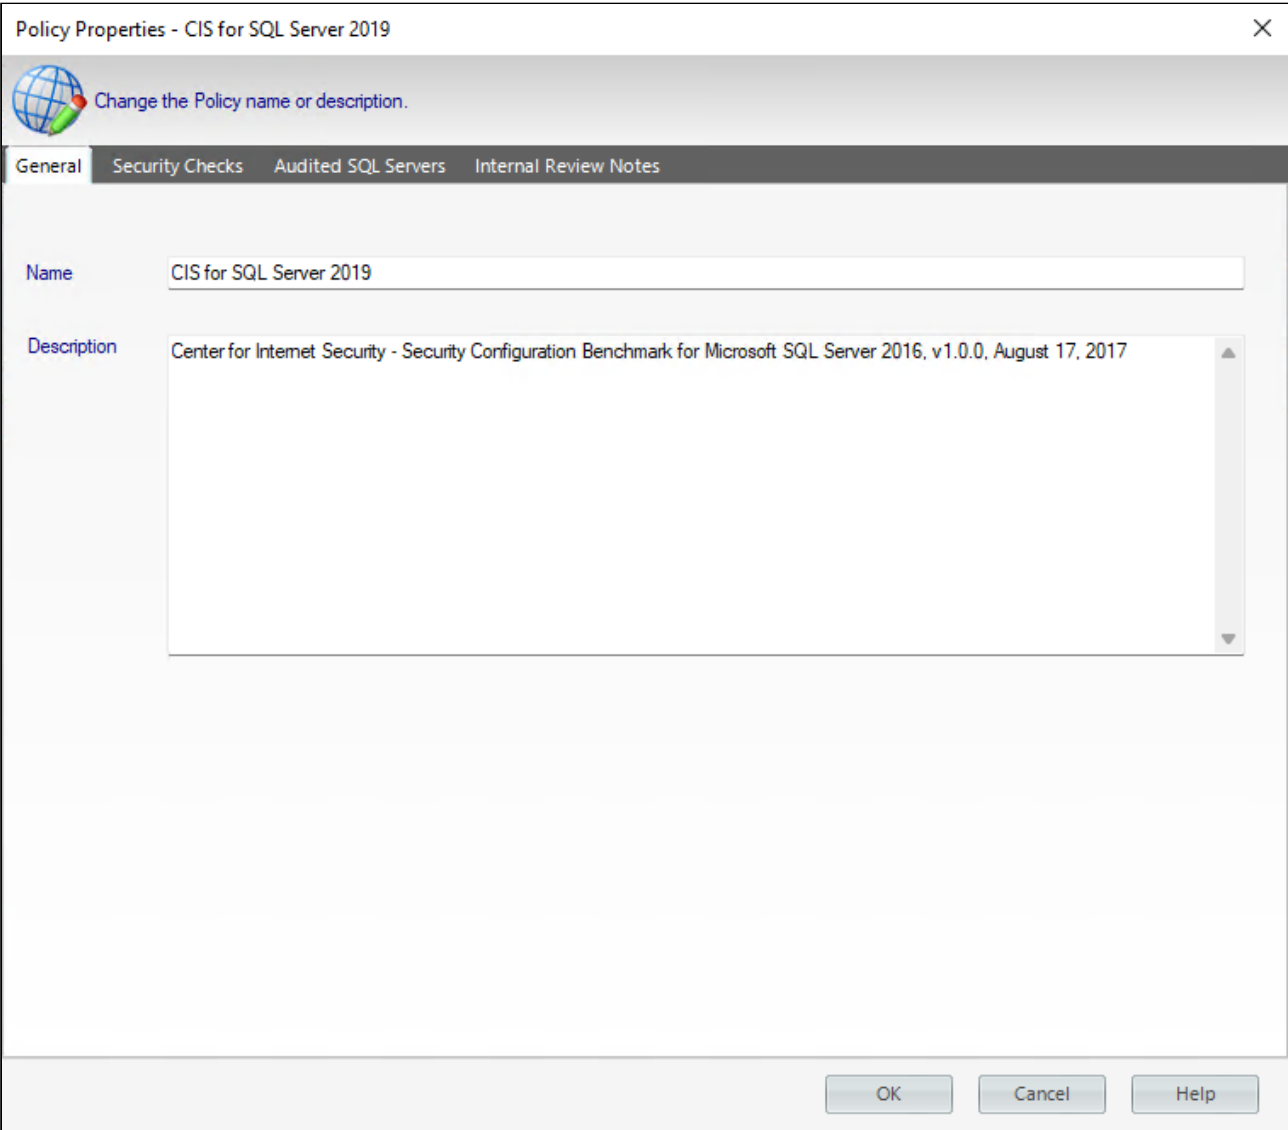 Policy Properties - CIS for SQL Server 2019
Change the Policy name or description.
General Security Checks Audited SQL Servers Internal Review Notes
Name CIS for SQL Server 2019
Description Center for Internet Security - Security Configuration Benchmark for Microsoft SQL Server 2016, v1.0.0, August 17, 2017
OK Cancel Help